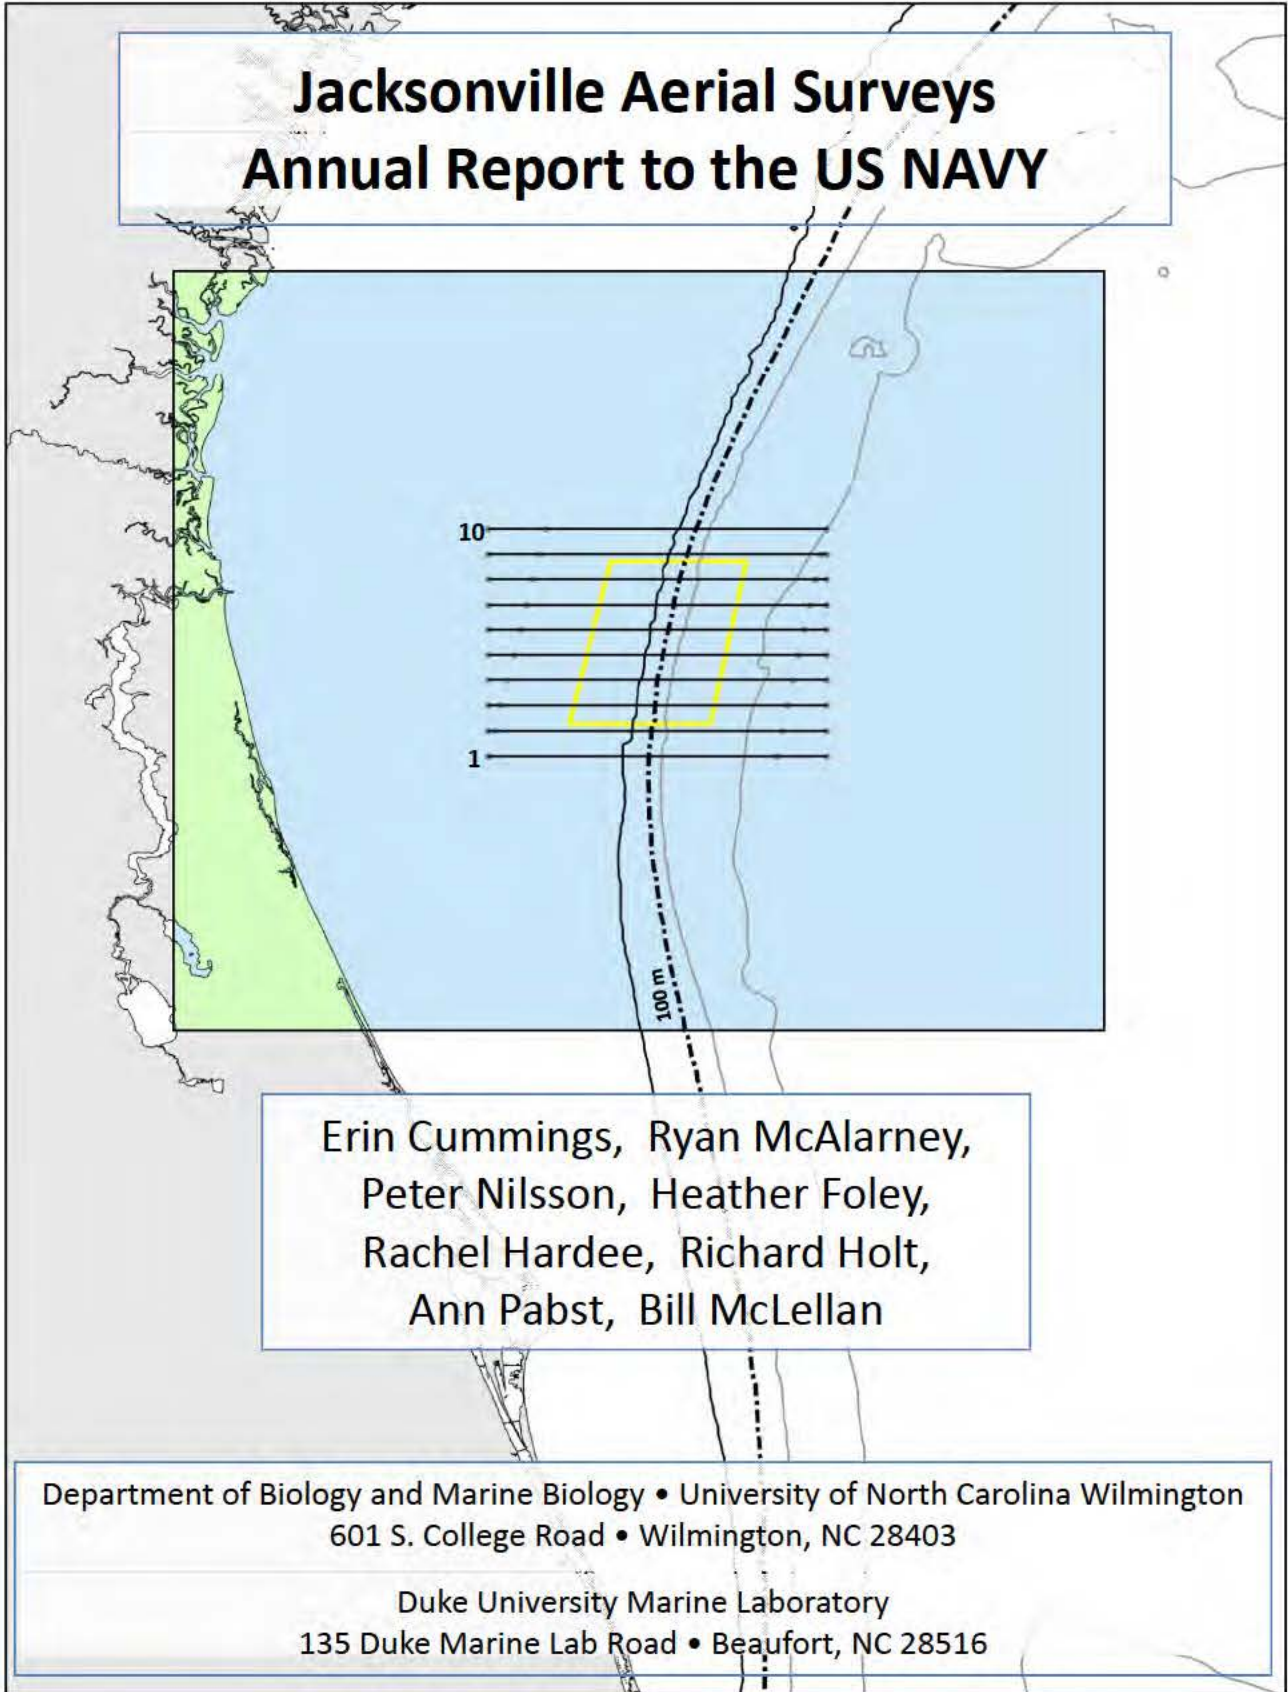 Jacksonville Aerial Surveys
Annual Report to the US NAVY
10
1
100 m
Erin Cummings, Ryan McAlarney,
Peter Nilsson, Heather Foley,
Rachel Hardee, Richard Holt,
Ann Pabst, Bill McLellan
Department of Biology and Marine Biology • University of North Carolina Wilmington
601 S. College Road • Wilmington, NC 28403
Duke University Marine Laboratory
135 Duke Marine Lab Road • Beaufort, NC 28516